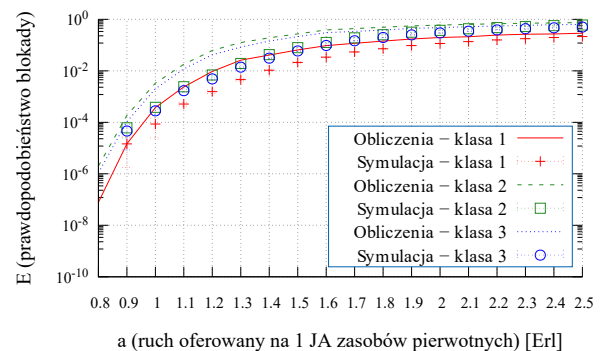 E (prawdpopodobieństwo blokady)
10^0
10^-2
10^-4
10^-6
10^-8
10^-10
Obliczenia − klasa 1
Symulacja − klasa 1
Obliczenia − klasa 2
Symulacja − klasa 2
Obliczenia − klasa 3
Symulacja − klasa 3
0.8 0.9 1 1.1 1.2 1.3 1.4 1.5 1.6 1.7 1.8 1.9 2 2.1 2.2 2.3 2.4 2.5
a (ruch oferowany na 1 JA zasobów pierwotnych) [Erl]